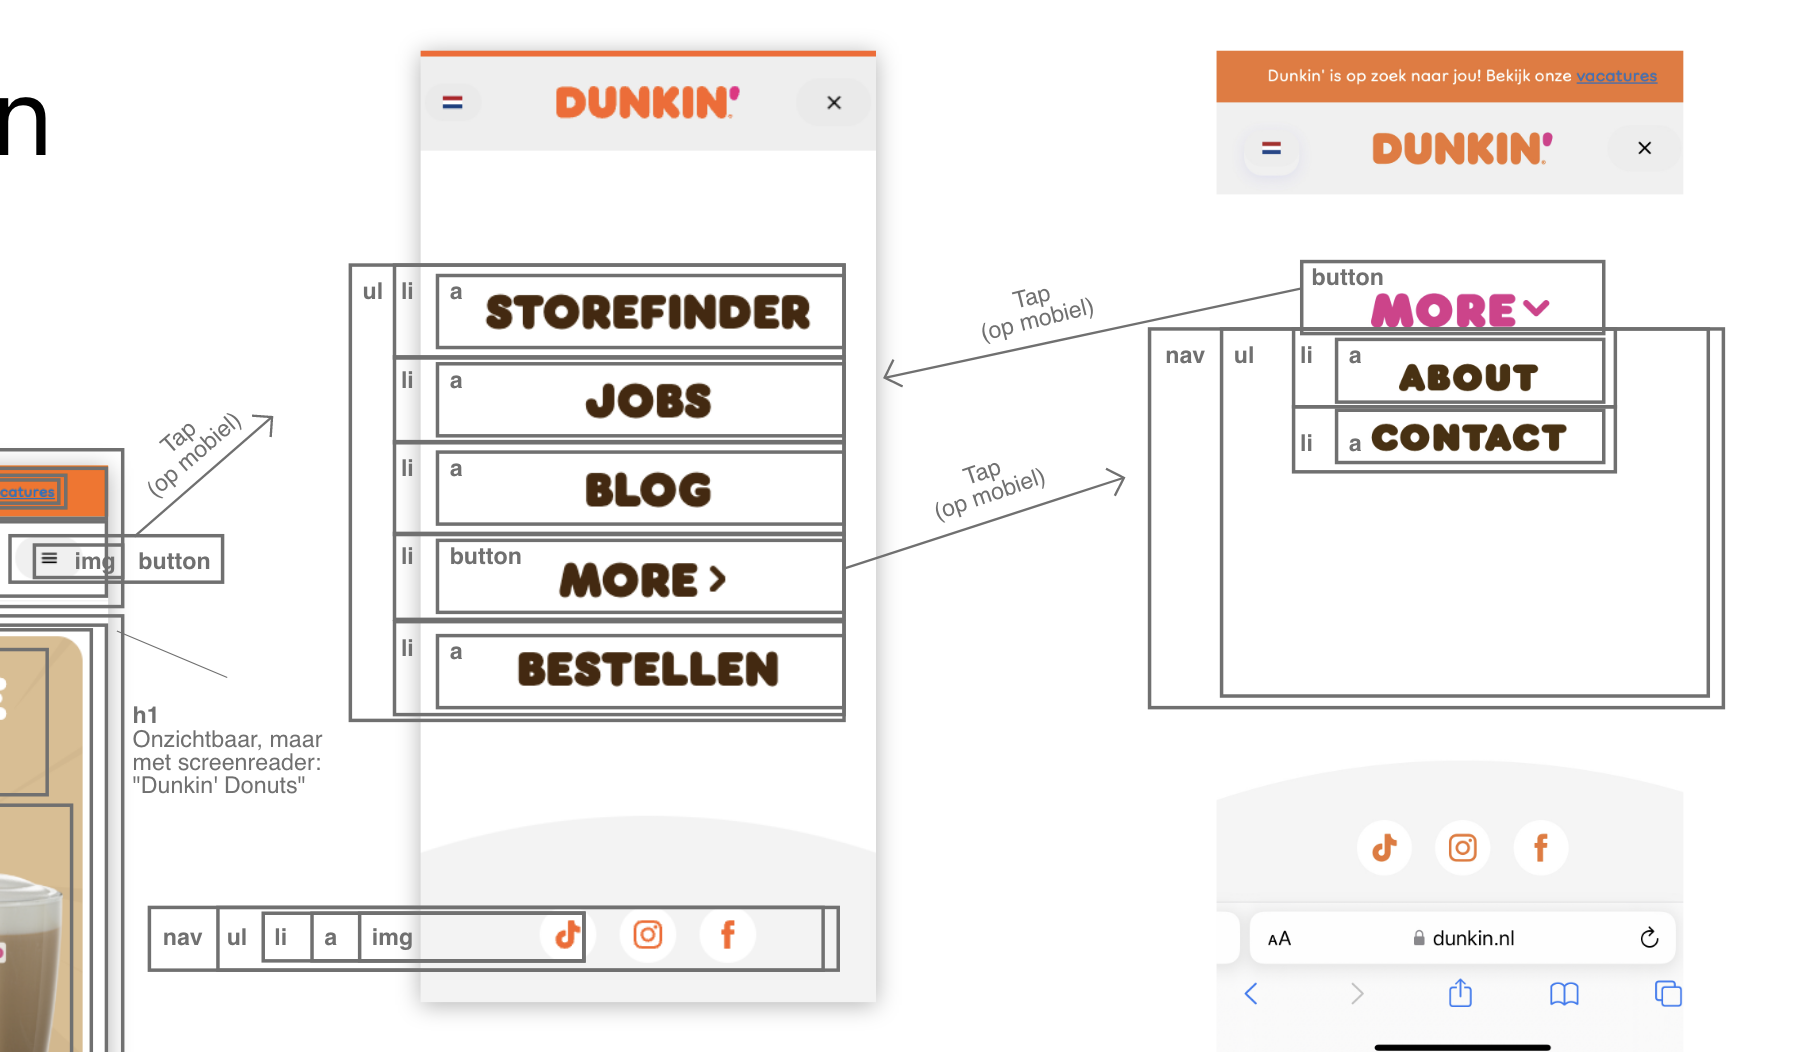 n
DUNKIN'
Dunkin' is op zoek naar jou! Bekijk onze vacatures
DUNKIN'
ul
li
a
STOREFINDER
li
a
JOBS
li
a
BLOG
li
button
MORE >
li
a
BESTELLEN
button
MORE
nav
ul
li
a
ABOUT
li
a
CONTACT
Tap
(op mobiel)
Tap
(op mobiel)
Tap
(op mobiel)
catures
img
button
h1
Onzichtbaar, maar
met screenreader:
"Dunkin' Donuts"
nav
ul
li
a
img
AA
dunkin.nl